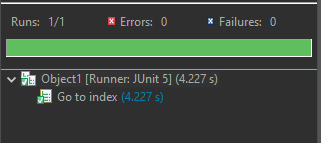 Runs: 1/1 Errors: 0 Failures: 0
Object1 [Runner: JUnit 5] (4.227 s)
Go to index (4.227 s)